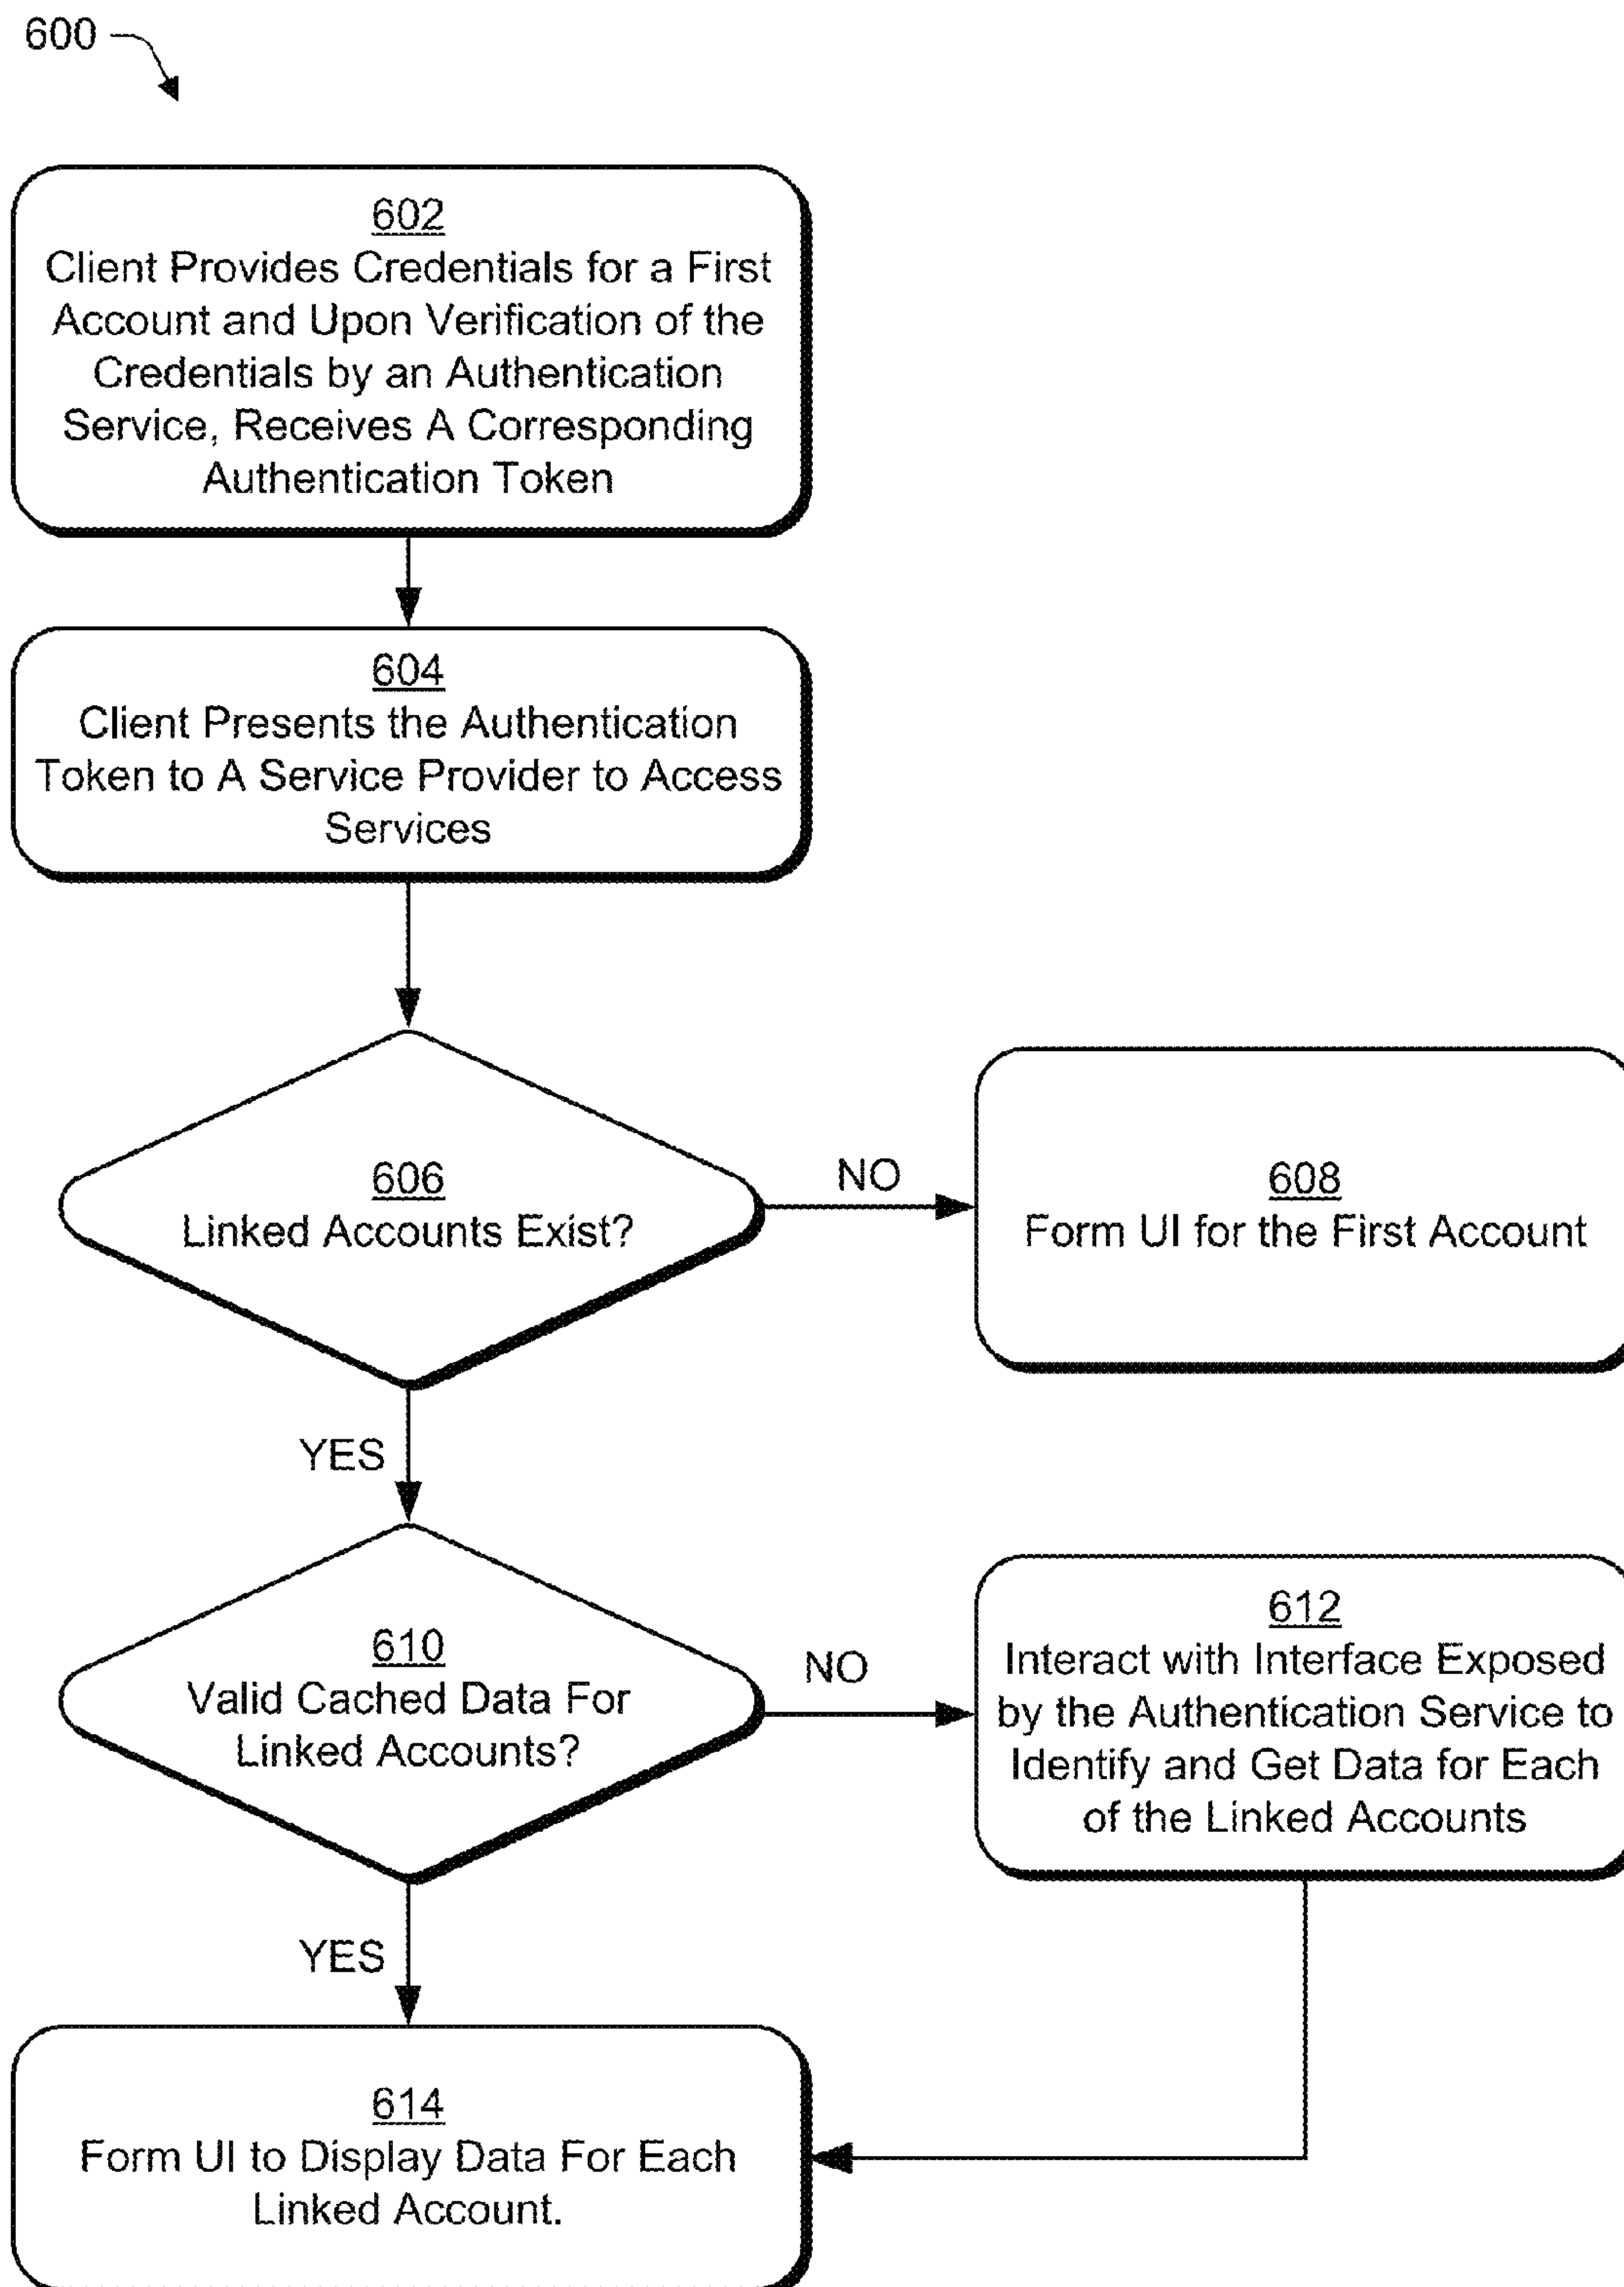 600
602
Client Provides Credentials for a First
Account and Upon Verification of the
Credentials by an Authentication
Service, Receives A Corresponding
Authentication Token
604
Client Presents the Authentication
Token to A Service Provider to Access
Services
606
Linked Accounts Exist?
NO
608
Form UI for the First Account
YES
610
Valid Cached Data For
Linked Accounts?
NO
612
Interact with Interface Exposed
by the Authentication Service to
Identify and Get Data for Each
of the Linked Accounts
YES
614
Form UI to Display Data For Each
Linked Account.